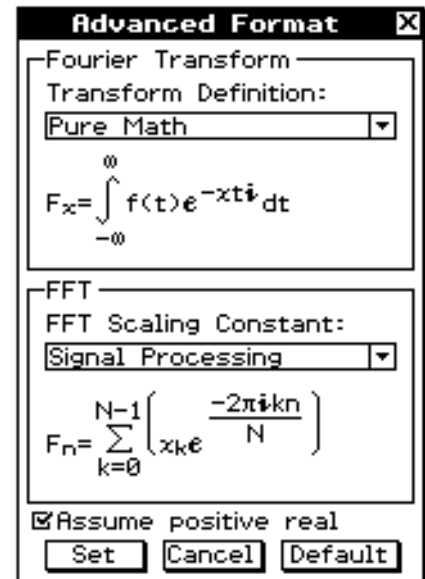 Advanced Format X
Fourier Transform
Transform Definition:
Pure Math
∞
Fx=∫ f(t)e^-xti dt
-∞
FFT
FFT Scaling Constant:
Signal Processing
N-1 -2πikn
Fn=Σ (xke N )
k=0
Assume positive real
Set Cancel Default